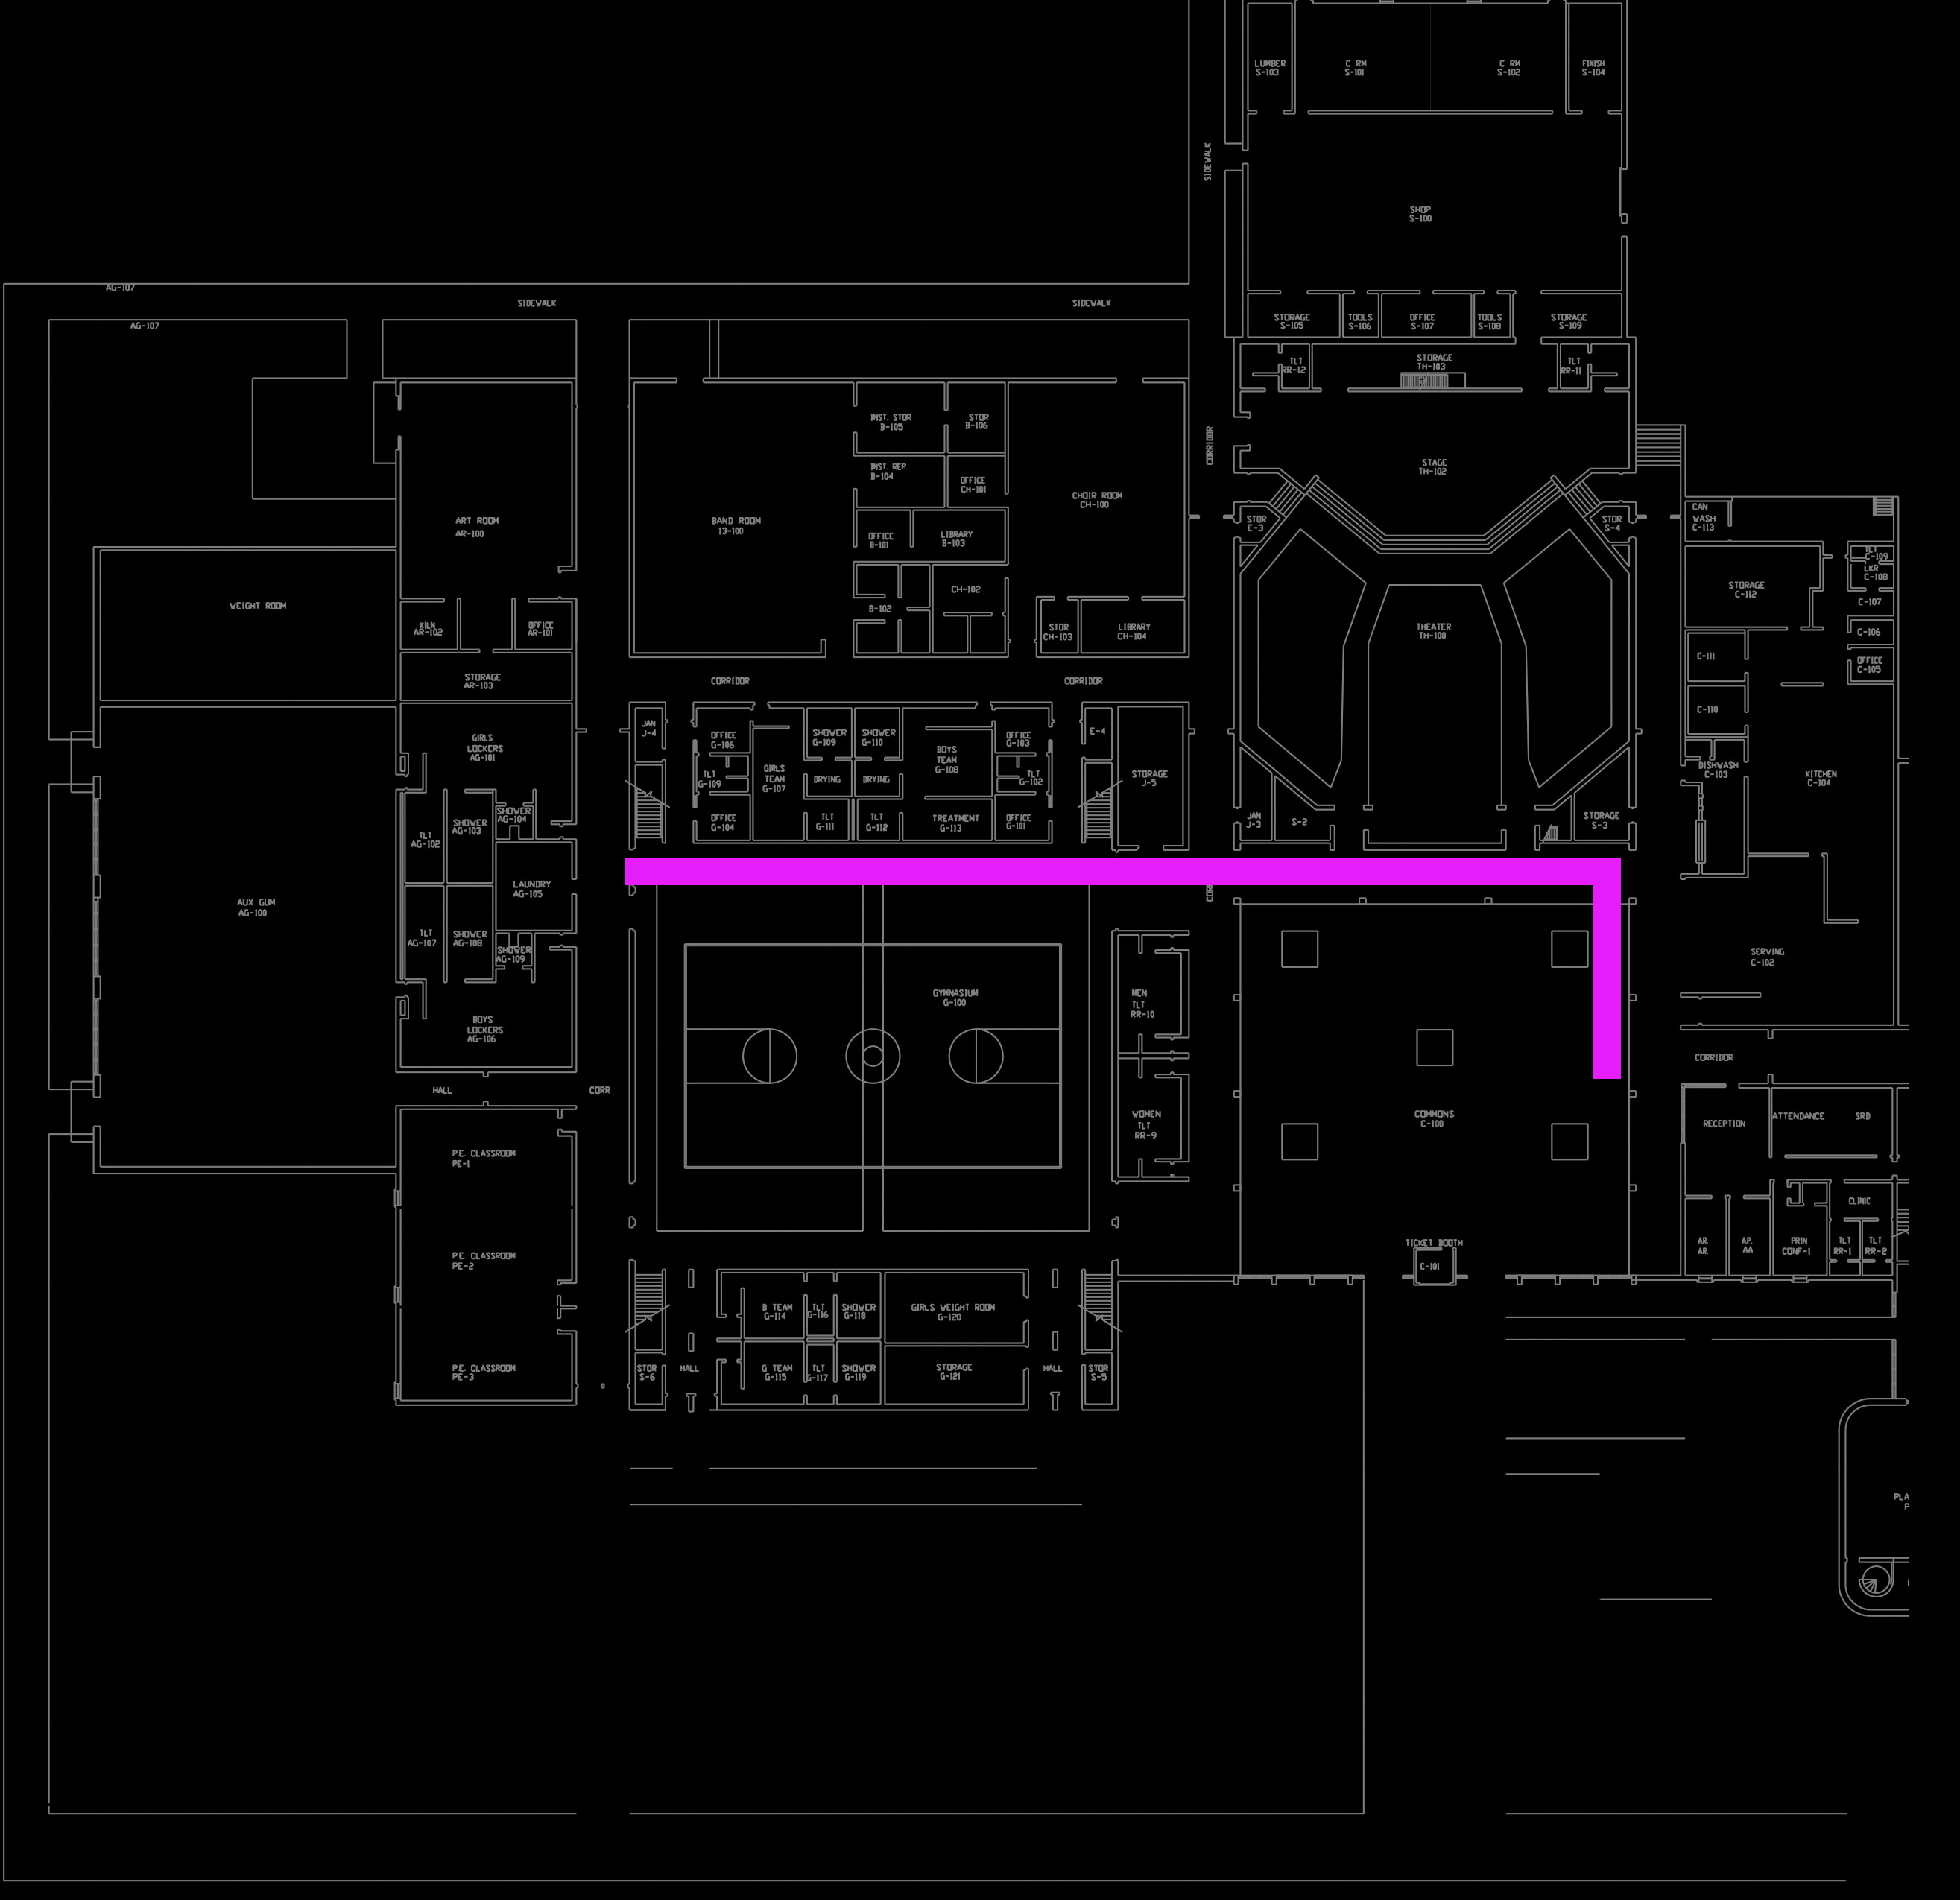 LUMBER
S-103
C RM
S-101
C RM
S-102
FINISH
S-104
SIDEWALK
SHOP
S-100
AG-107
SIDEWALK
SIDEWALK
AG-107
STORAGE
S-105
TOOLS
S-106
OFFICE
S-107
TOOLS
S-108
STORAGE
S-109
TLT
RR-12
STORAGE
TH-103
TLT
RR-11
INST. STOR
B-105
STOR
B-106
CORRIDOR
INST. REP
B-104
OFFICE
CH-101
STAGE
TH-102
ART ROOM
AR-100
BAND ROOM
13-100
CHOIR ROOM
CH-100
STOR
E-3
STOR
S-4
CAN
WASH
C-113
OFFICE
B-101
LIBRARY
B-103
TLT
C-109
LKR
C-108
WEIGHT ROOM
B-102
CH-102
STORAGE
C-112
C-107
KILN
AR-102
OFFICE
AR-101
STOR
CH-103
LIBRARY
CH-104
THEATER
TH-100
C-106
C-111
OFFICE
C-105
STORAGE
AR-103
CORRIDOR
CORRIDOR
C-110
GIRLS
LOCKERS
AG-101
JAN
J-4
OFFICE
G-106
SHOWER
G-109
SHOWER
G-110
BOYS
TEAM
G-108
OFFICE
G-103
E-4
TLT
G-109
GIRLS
TEAM
G-107
DRYING
DRYING
TLT
G-102
STORAGE
J-5
DISHWASH
C-103
KITCHEN
C-104
SHOWER
AG-104
SHOWER
AG-103
TLT
AG-102
OFFICE
G-104
TLT
G-111
TLT
G-112
TREATMEMT
G-113
OFFICE
G-101
JAN
J-3
S-2
STORAGE
S-3
LAUNDRY
AG-105
AUX GUM
AG-100
TLT
AG-107
SHOWER
AG-108
SHOWER
AG-109
SERVING
C-102
GYMNASIUM
G-100
MEN
TLT
RR-10
BOYS
LOCKERS
AG-106
CORRIDOR
HALL
CORR
WOMEN
TLT
RR-9
COMMONS
C-100
RECEPTION
ATTENDANCE
SRO
P.E. CLASSROOM
PE-1
CLINIC
P.E. CLASSROOM
PE-2
TICKET BOOTH
C-101
AR.
AR.
AP.
AA
PRIN
CONF-1
TLT
RR-1
TLT
RR-2
B TEAM
G-114
TLT
G-116
SHOWER
G-118
GIRLS WEIGHT ROOM
G-120
P.E. CLASSROOM
PE-3
STOR
S-6
HALL
G TEAM
G-115
TLT
G-117
SHOWER
G-119
STORAGE
G-121
HALL
STOR
S-5